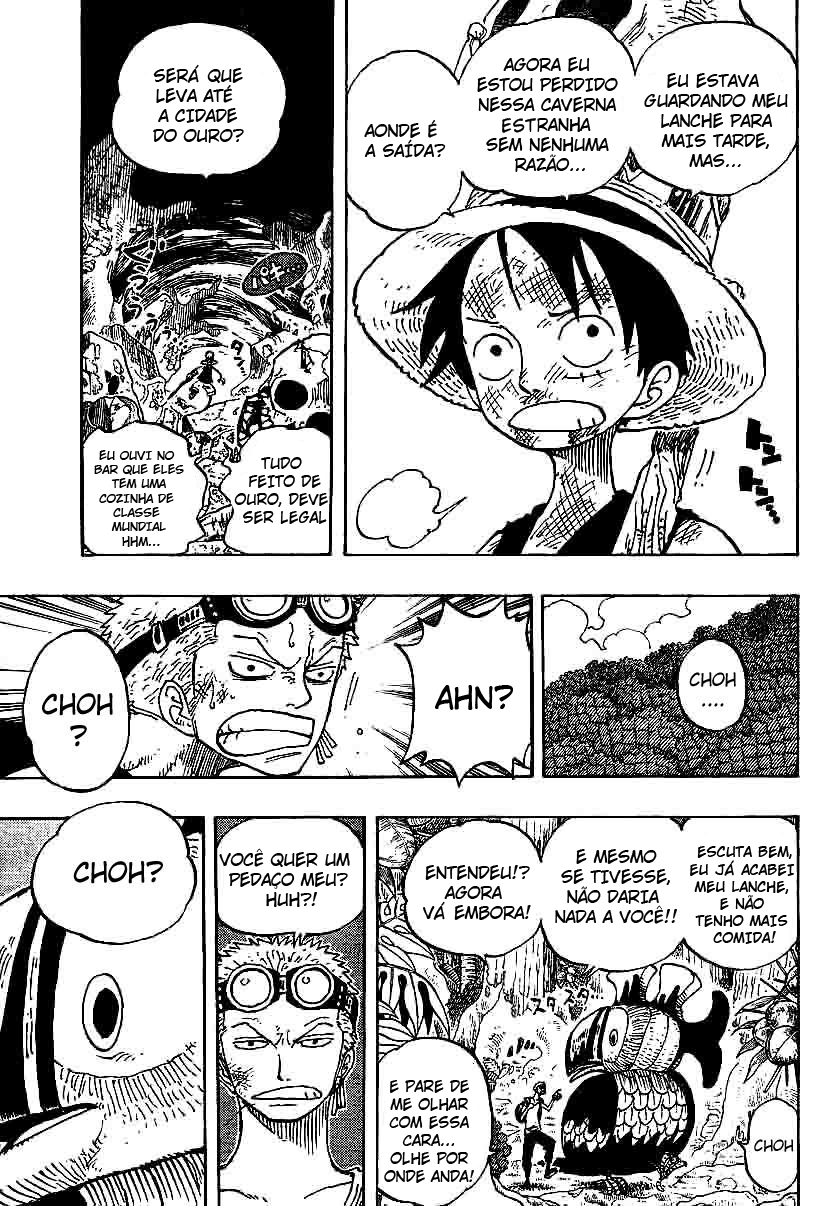 EU ESTAVA
GUARDANDO MEU
LANCHE PARA
MAIS TARDE,
MAS...
AGORA EU
ESTOU PERDIDO
NESSA CAVERNA
ESTRANHA
SEM NENHUMA
RAZÃO...
AONDE É
A SAÍDA?
SERÁ QUE
LEVA ATÉ
A CIDADE
DO OURO?
TUDO
FEITO DE
OURO, DEVE
SER LEGAL
EU OUVI NO
BAR QUE ELES
TEM UMA
COZINHA DE
CLASSE
MUNDIAL
HHM...
CHOH
....
AHN?
CHOH
?
ESCUTA BEM,
EU JÁ ACABEI
MEU LANCHE,
E NÃO
TENHO MAIS
COMIDA!
E MESMO
SE TIVESSE,
NÃO DARIA
NADA A VOCÊ!!
ENTENDEU!?
AGORA
VÁ EMBORA!
CHOH
E PARE DE
ME OLHAR
COM ESSA
CARA...
OLHE POR
ONDE ANDA!
VOCÊ QUER UM
PEDAÇO MEU?
HUH?!
CHOH?